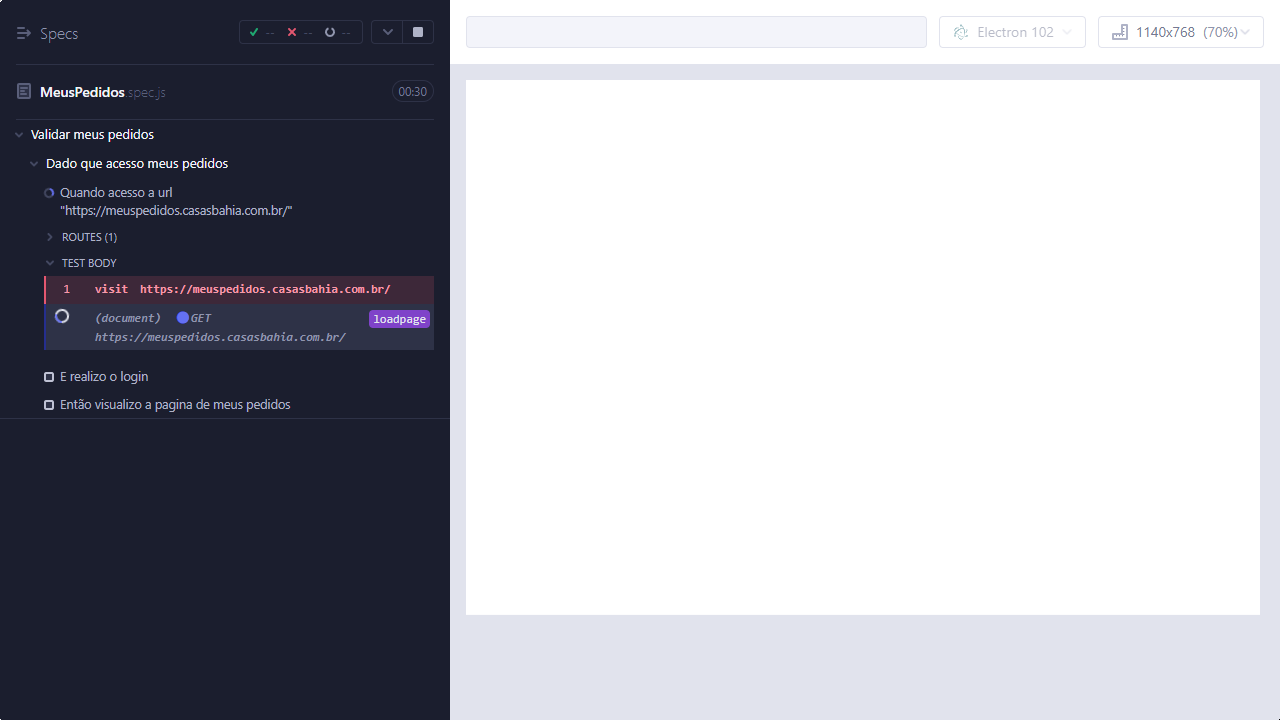 Specs
-- -- --
MeusPedidos.spec.js
00:30
Validar meus pedidos
Dado que acesso meus pedidos
Quando acesso a url
"https://meuspedidos.casasbahia.com.br/"
ROUTES (1)
TEST BODY
1 visit https://meuspedidos.casasbahia.com.br/
(document) GET
loadpage
https://meuspedidos.casasbahia.com.br/
E realizo o login
Então visualizo a pagina de meus pedidos
Electron 102
1140x768 (70%)